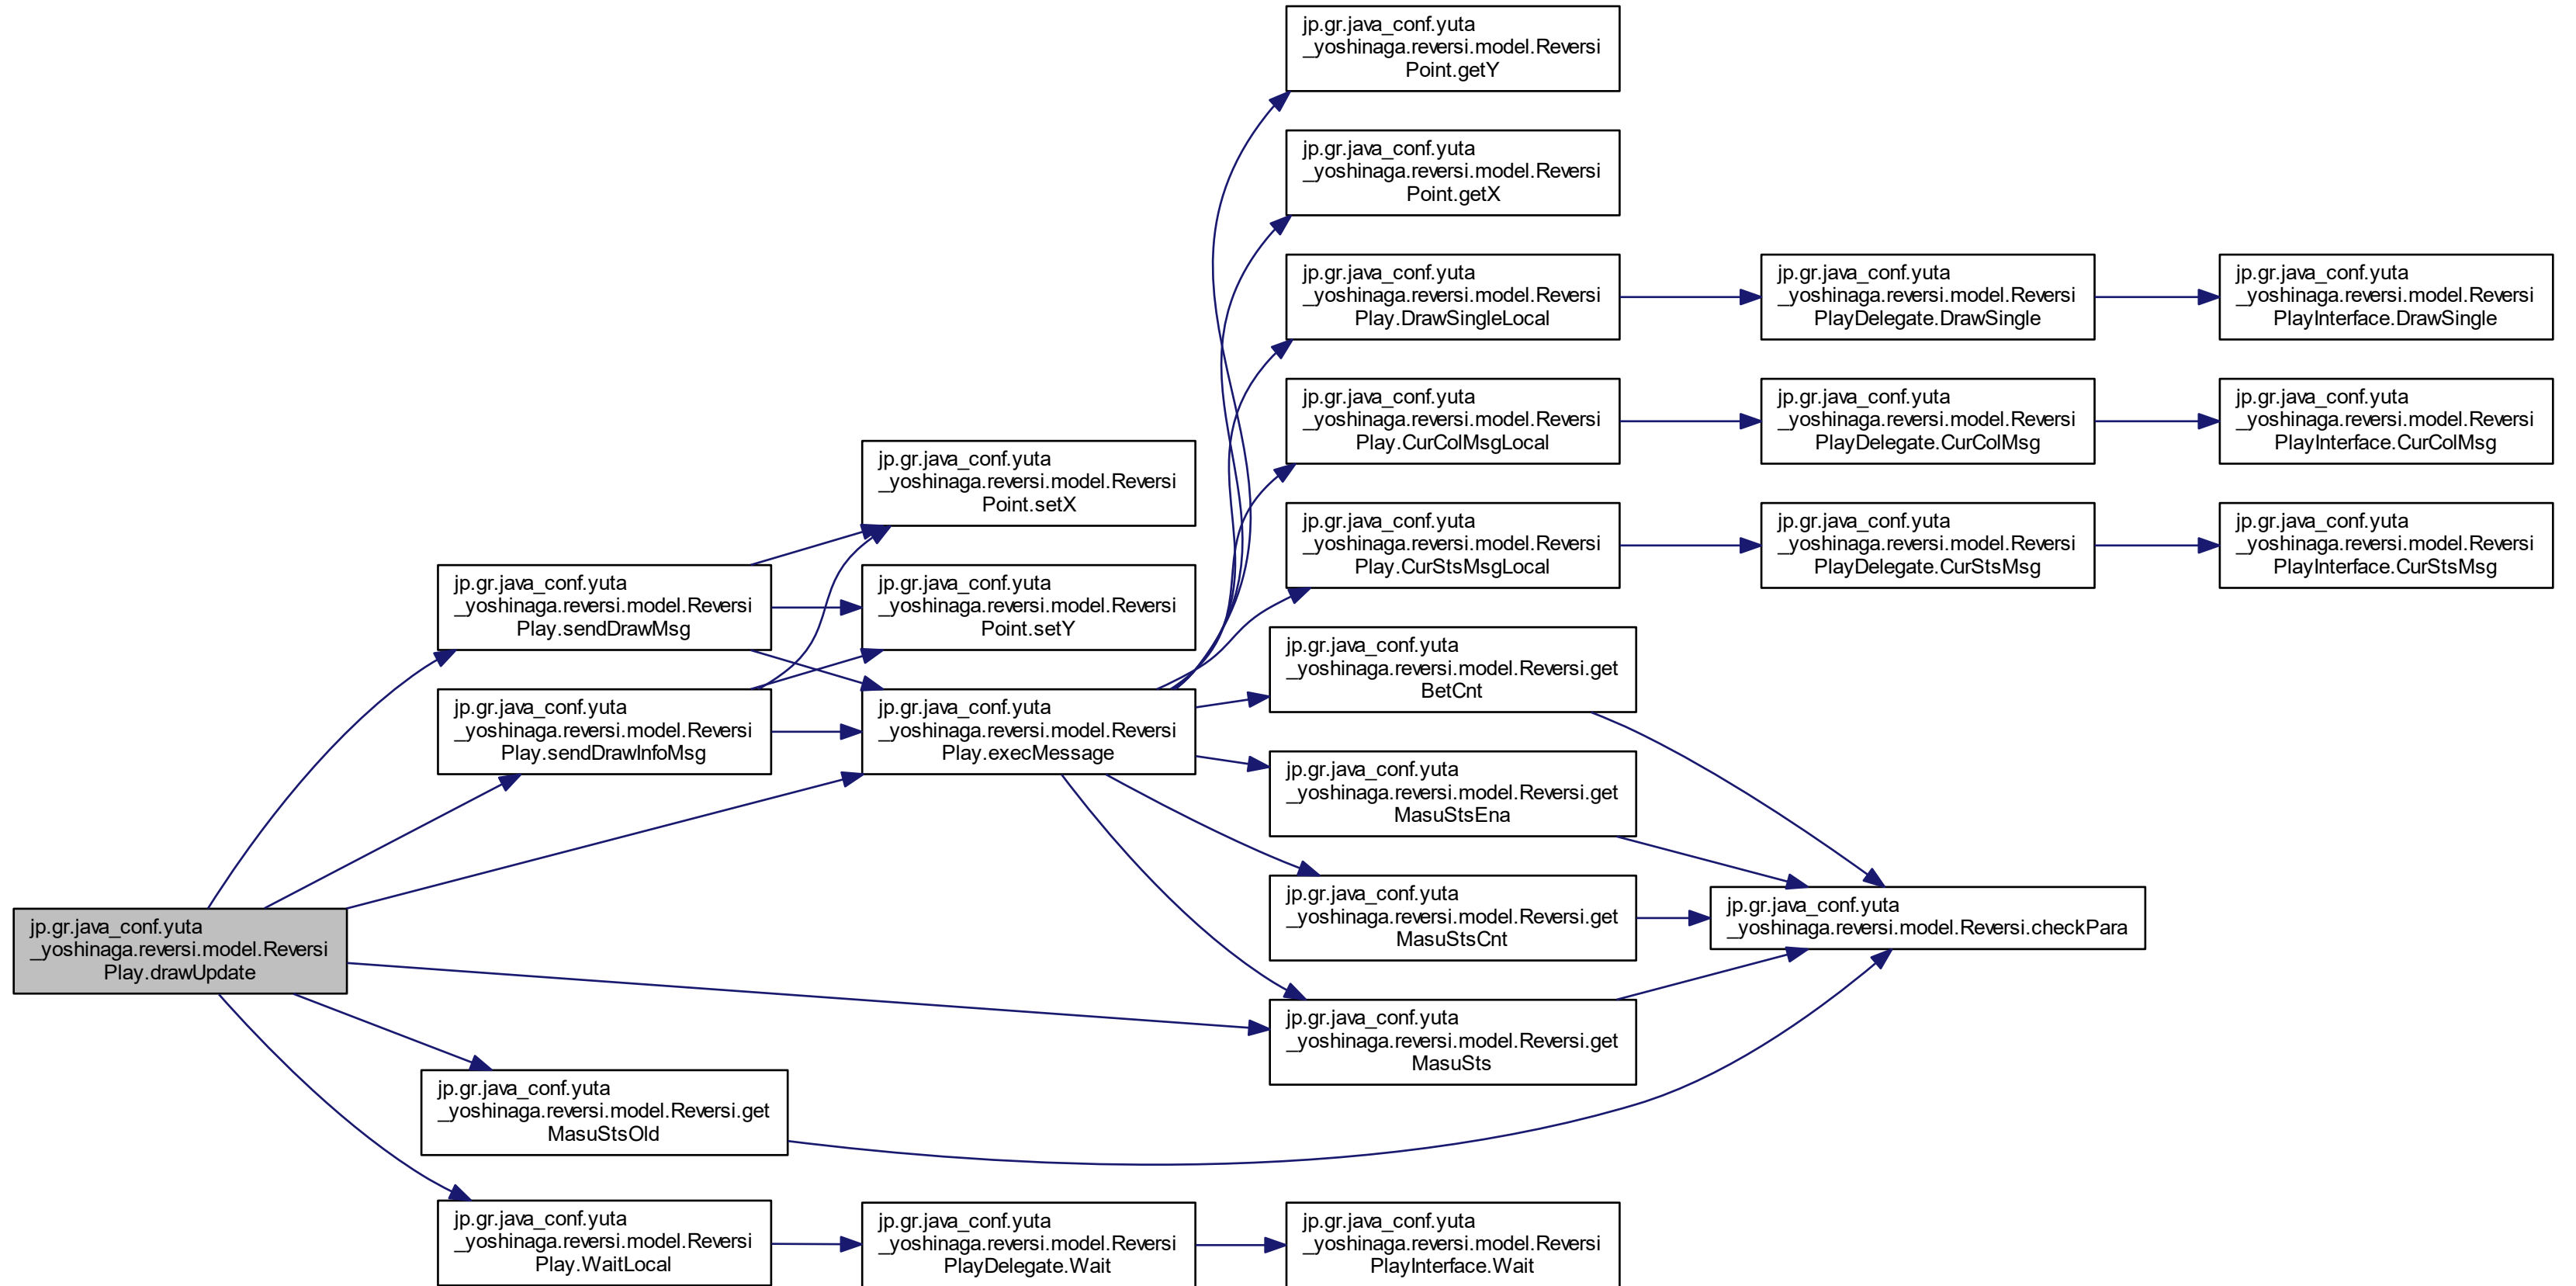 jp.gr.java_conf.yuta
_yoshinaga.reversi.model.Reversi
Point.getY
jp.gr.java_conf.yuta
_yoshinaga.reversi.model.Reversi
Point.getX
jp.gr.java_conf.yuta
_yoshinaga.reversi.model.Reversi
Play.DrawSingleLocal
jp.gr.java_conf.yuta
_yoshinaga.reversi.model.Reversi
PlayDelegate.DrawSingle
jp.gr.java_conf.yuta
_yoshinaga.reversi.model.Reversi
PlayInterface.DrawSingle
jp.gr.java_conf.yuta
_yoshinaga.reversi.model.Reversi
Play.CurColMsgLocal
jp.gr.java_conf.yuta
_yoshinaga.reversi.model.Reversi
PlayDelegate.CurColMsg
jp.gr.java_conf.yuta
_yoshinaga.reversi.model.Reversi
PlayInterface.CurColMsg
jp.gr.java_conf.yuta
_yoshinaga.reversi.model.Reversi
Point.setX
jp.gr.java_conf.yuta
_yoshinaga.reversi.model.Reversi
Play.CurStsMsgLocal
jp.gr.java_conf.yuta
_yoshinaga.reversi.model.Reversi
PlayDelegate.CurStsMsg
jp.gr.java_conf.yuta
_yoshinaga.reversi.model.Reversi
PlayInterface.CurStsMsg
jp.gr.java_conf.yuta
_yoshinaga.reversi.model.Reversi
Play.sendDrawMsg
jp.gr.java_conf.yuta
_yoshinaga.reversi.model.Reversi
Point.setY
jp.gr.java_conf.yuta
_yoshinaga.reversi.model.Reversi.get
BetCnt
jp.gr.java_conf.yuta
_yoshinaga.reversi.model.Reversi
Play.sendDrawInfoMsg
jp.gr.java_conf.yuta
_yoshinaga.reversi.model.Reversi
Play.execMessage
jp.gr.java_conf.yuta
_yoshinaga.reversi.model.Reversi.get
MasuStsEna
jp.gr.java_conf.yuta
_yoshinaga.reversi.model.Reversi.get
MasuStsCnt
jp.gr.java_conf.yuta
_yoshinaga.reversi.model.Reversi.checkPara
jp.gr.java_conf.yuta
_yoshinaga.reversi.model.Reversi
Play.drawUpdate
jp.gr.java_conf.yuta
_yoshinaga.reversi.model.Reversi.get
MasuSts
jp.gr.java_conf.yuta
_yoshinaga.reversi.model.Reversi.get
MasuStsOld
jp.gr.java_conf.yuta
_yoshinaga.reversi.model.Reversi
Play.WaitLocal
jp.gr.java_conf.yuta
_yoshinaga.reversi.model.Reversi
PlayDelegate.Wait
jp.gr.java_conf.yuta
_yoshinaga.reversi.model.Reversi
PlayInterface.Wait